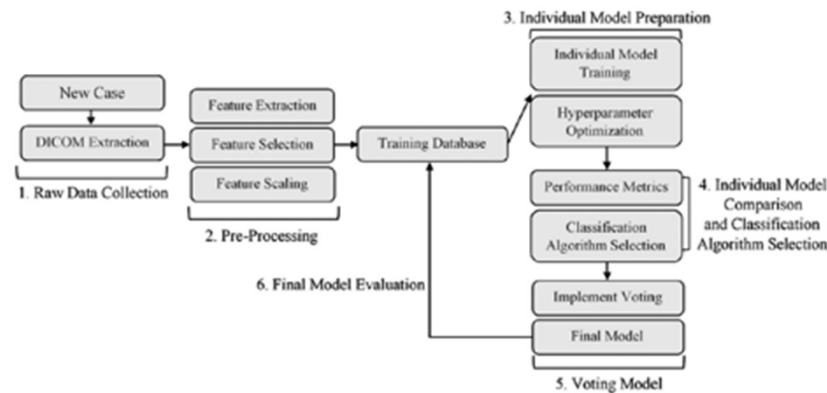 3. Individual Model Preparation
Individual Model
Training
Hyperparameter
Optimization
New Case
DICOM Extraction
1. Raw Data Collection
Feature Extraction
Feature Selection
Feature Scaling
2. Pre-Processing
Training Database
Performance Metrics
Classification
Algorithm Selection
4. Individual Model
Comparison
and Classification
Algorithm Selection
6. Final Model Evaluation
Implement Voting
Final Model
5. Voting Model